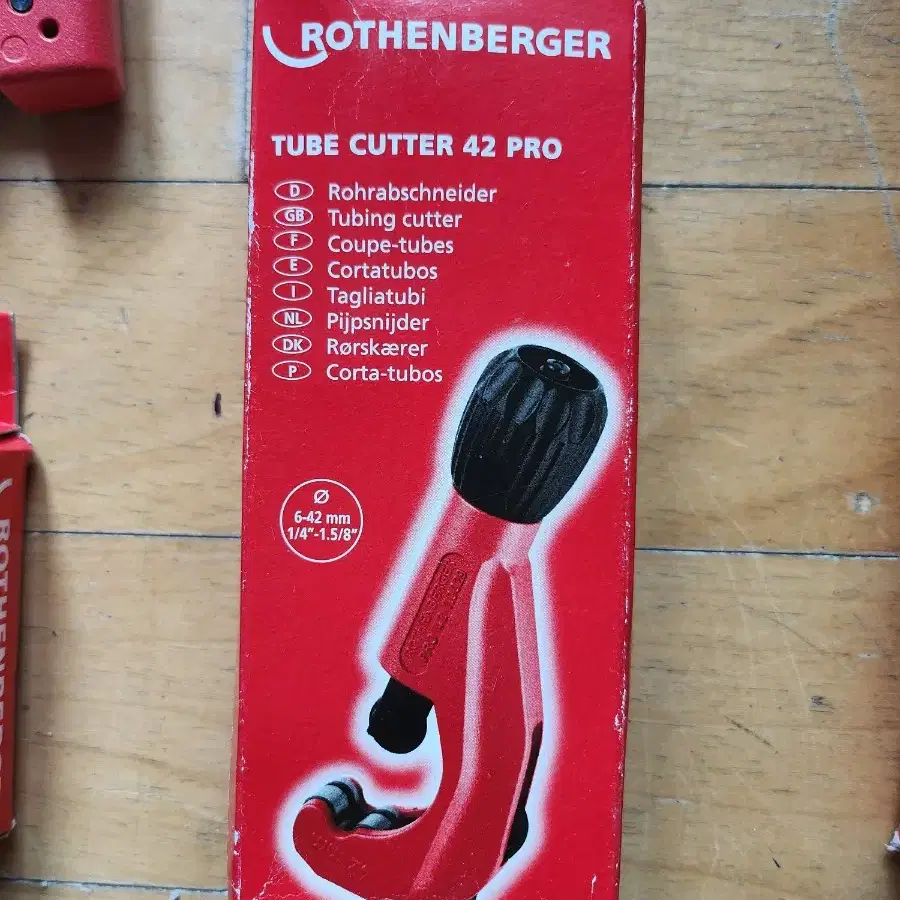 ROTHENBERGER
TUBE CUTTER 42 PRO
D Rohrabschneider
GB Tubing cutter
F Coupe-tubes
E Cortatubos
I Tagliatubi
NL Pijpsnijder
DK Rørskærer
P Corta-tubos
Ø
6-42 mm
1/4"-1.5/8"